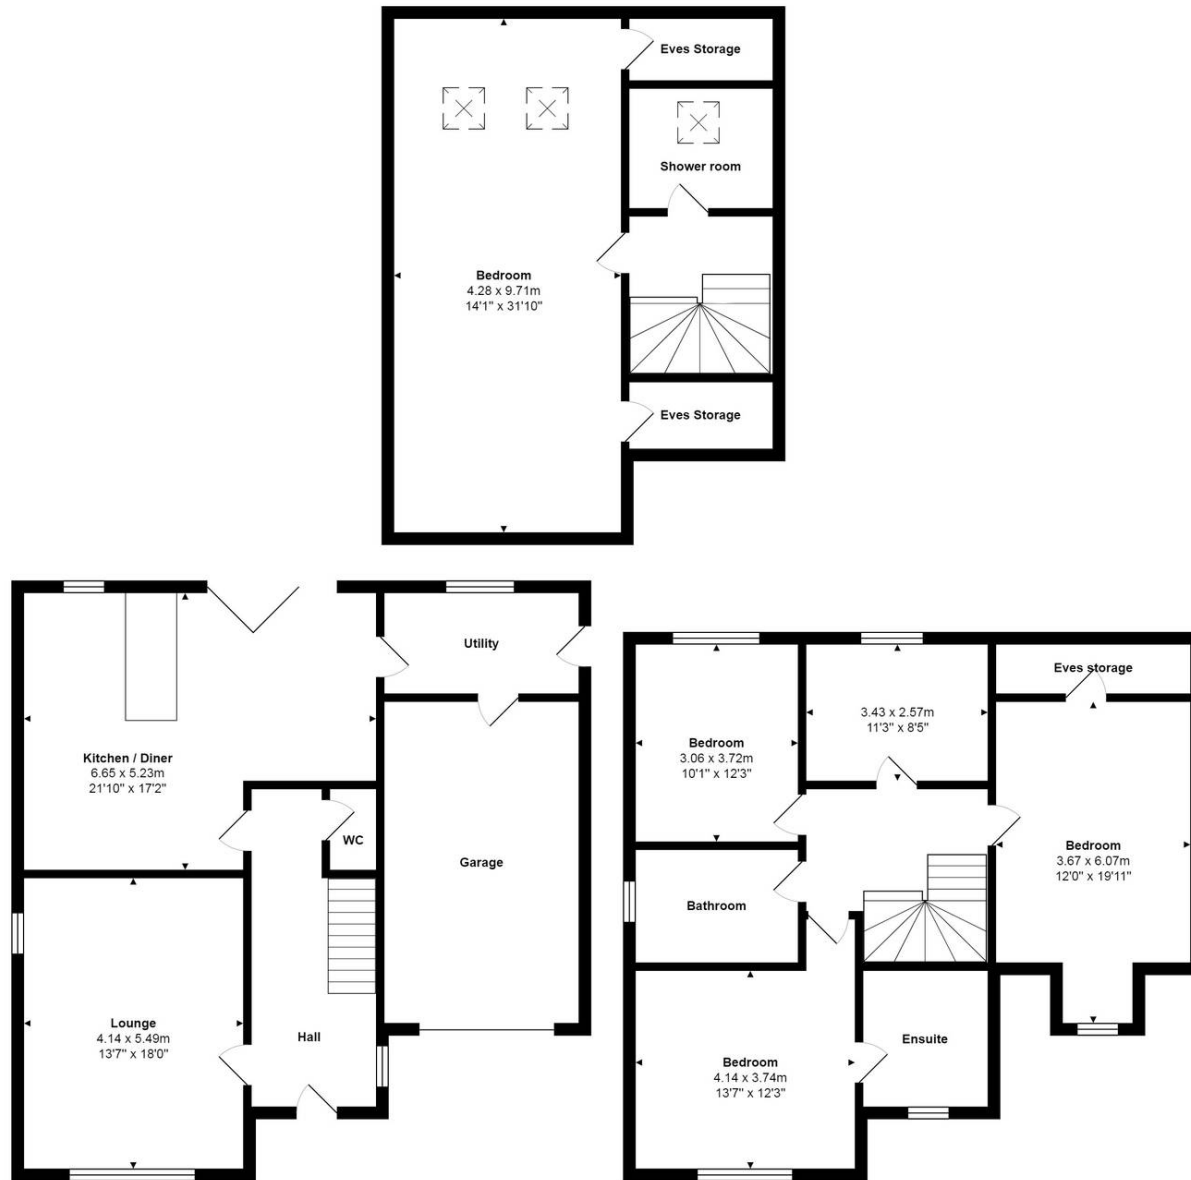 Eves Storage
Shower room
Bedroom
4.28 x 9.71m
14'1" x 31'10"
Eves Storage
Utility
Kitchen / Diner
6.65 x 5.23m
21'10" x 17'2"
WC
Garage
Lounge
4.14 x 5.49m
13'7" x 18'0"
Hall
Eves storage
3.43 x 2.57m
11'3" x 8'5"
Bedroom
3.06 x 3.72m
10'1" x 12'3"
Bedroom
3.67 x 6.07m
12'0" x 19'11"
Bathroom
Bedroom
4.14 x 3.74m
13'7" x 12'3"
Ensuite